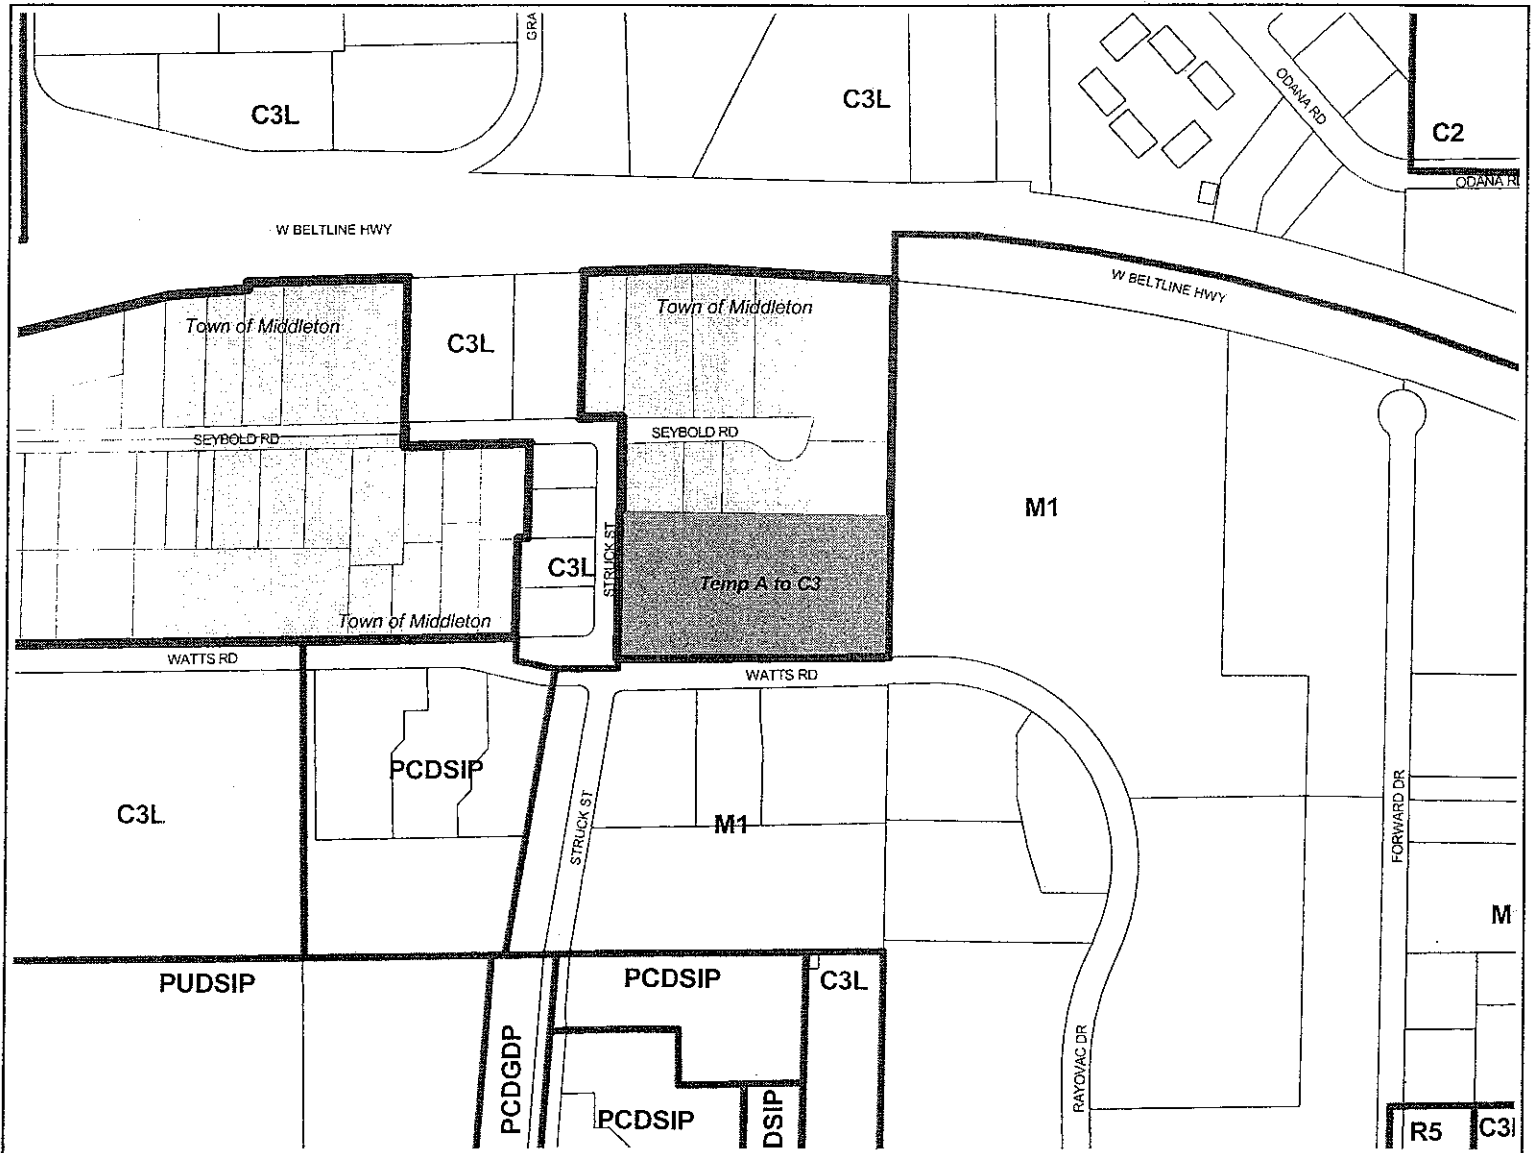 GRA
C3L
C3L
ODANA RD
C2
ODANA R
W BELTLINE HWY
W BELTLINE HWY
Town of Middleton
Town of Middleton
C3L
SEYBOLD RD
SEYBOLD RD
M1
STRUCK ST
C3L
Temp A to C3
Town of Middleton
WATTS RD
WATTS RD
PCDSIP
C3L
M1
STRUCK ST
FORWARD DR
M
PUDSIP
PCDSIP
C3L
PCDGDP
RAYOVAC DR
PCDSIP
DSIP
R5
C3